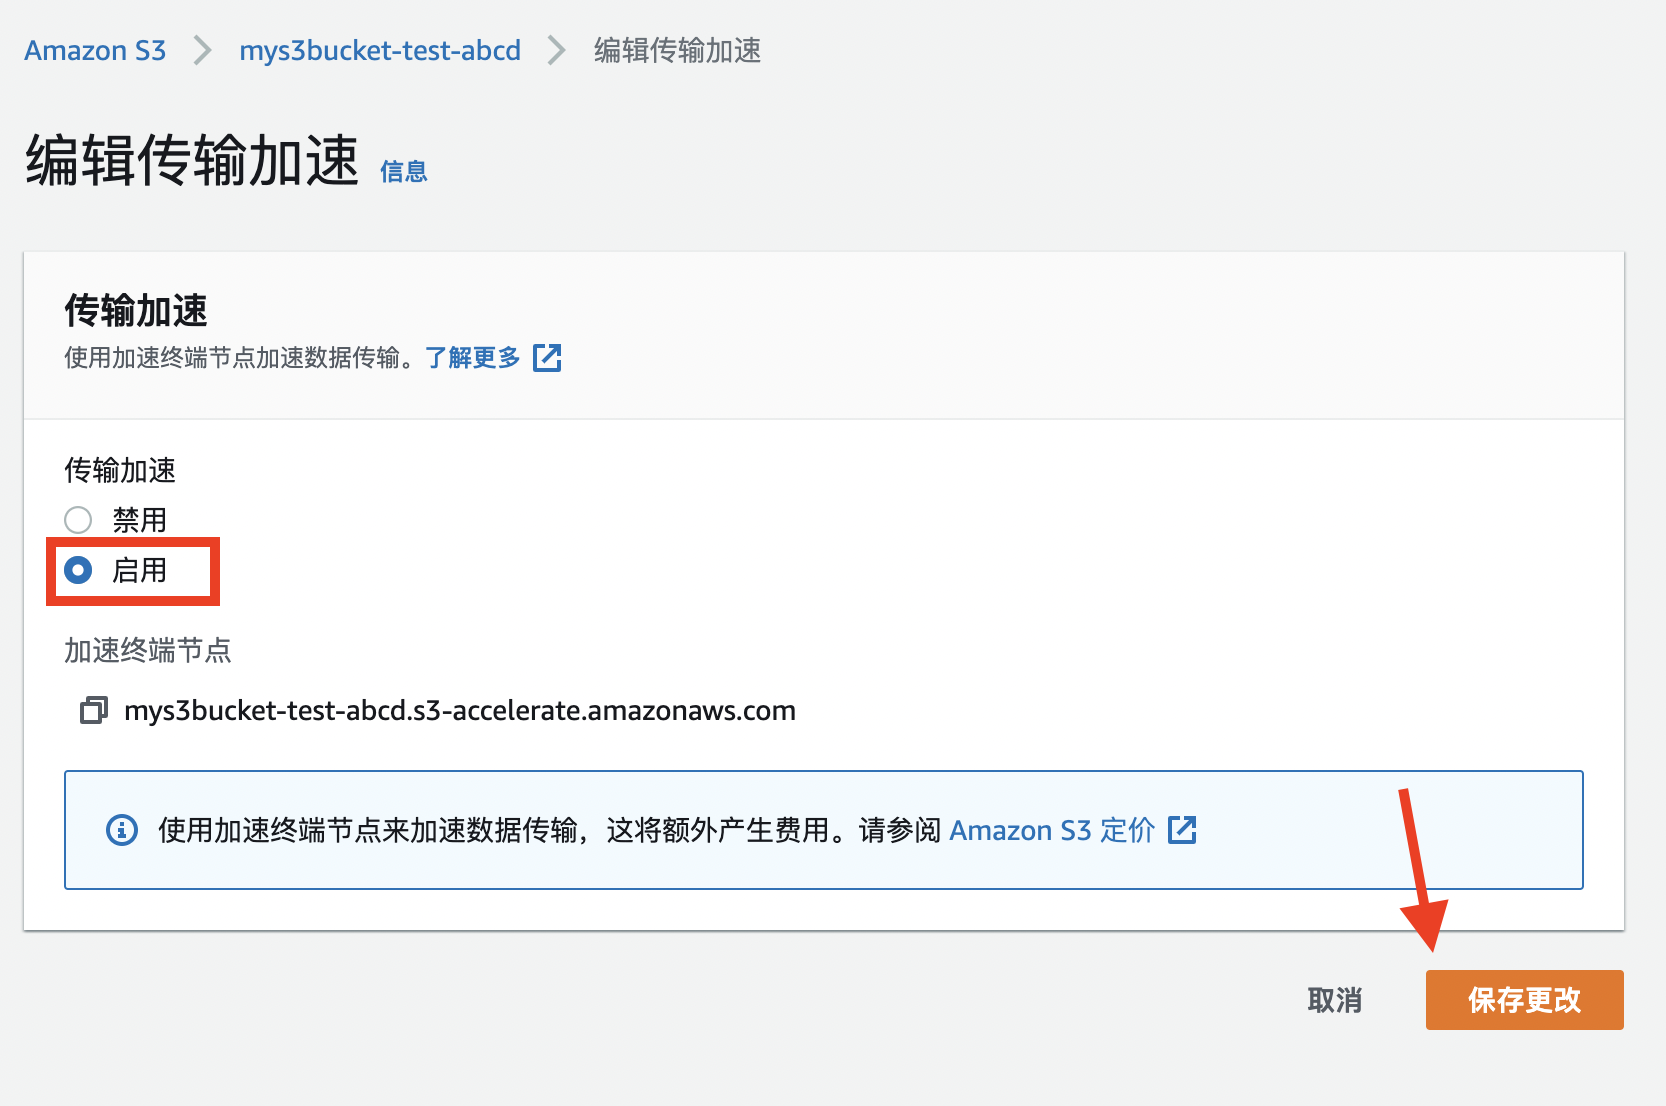 Amazon S3 mys3bucket-test-abcd 编辑传输加速
编辑传输加速 信息
传输加速
使用加速终端节点加速数据传输。了解更多
传输加速
禁用
启用
加速终端节点
mys3bucket-test-abcd.s3-accelerate.amazonaws.com
使用加速终端节点来加速数据传输，这将额外产生费用。请参阅 Amazon S3 定价
取消 保存更改